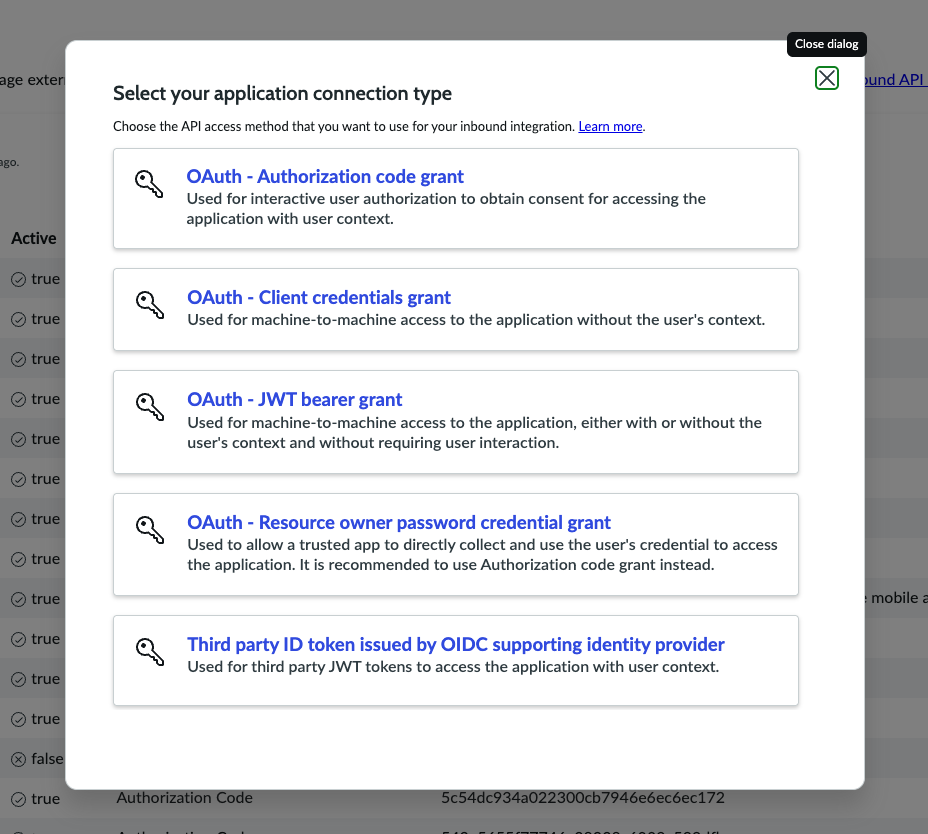 Close dialog
age exter
ound API
Select your application connection type
Choose the API access method that you want to use for your inbound integration. Learn more.
ago.
OAuth - Authorization code grant
Used for interactive user authorization to obtain consent for accessing the
application with user context.
Active
true
OAuth - Client credentials grant
Used for machine-to-machine access to the application without the user's context.
true
true
OAuth - JWT bearer grant
Used for machine-to-machine access to the application, either with or without the
user's context and without requiring user interaction.
true
true
true
OAuth - Resource owner password credential grant
Used to allow a trusted app to directly collect and use the user's credential to access
the application. It is recommended to use Authorization code grant instead.
true
true
true
mobile a
true
Third party ID token issued by OIDC supporting identity provider
Used for third party JWT tokens to access the application with user context.
true
true
false
true Authorization Code 5c54dc934a022300cb7946e6ec6ec172